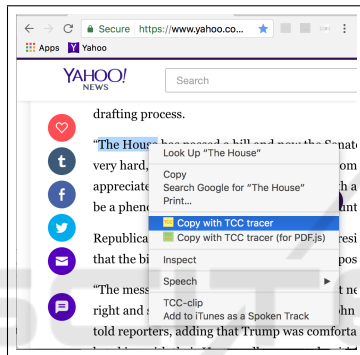 Secure https://www.yahoo.co...
Apps Y Yahoo
YAHOO!
NEWS
Search
drafting process.
"The House has passed a bill and now the Senate
Look Up "The House"
very hard,
Copy
appreciate
Search Google for "The House"
Print...
be a phen
Copy with TCC tracer
Republica
Copy with TCC tracer (for PDF.js)
that the bi
Inspect
Speech
"The mess
TCC-clip
right and s
Add to iTunes as a Spoken Track
told reporters, adding that Trump was comforta